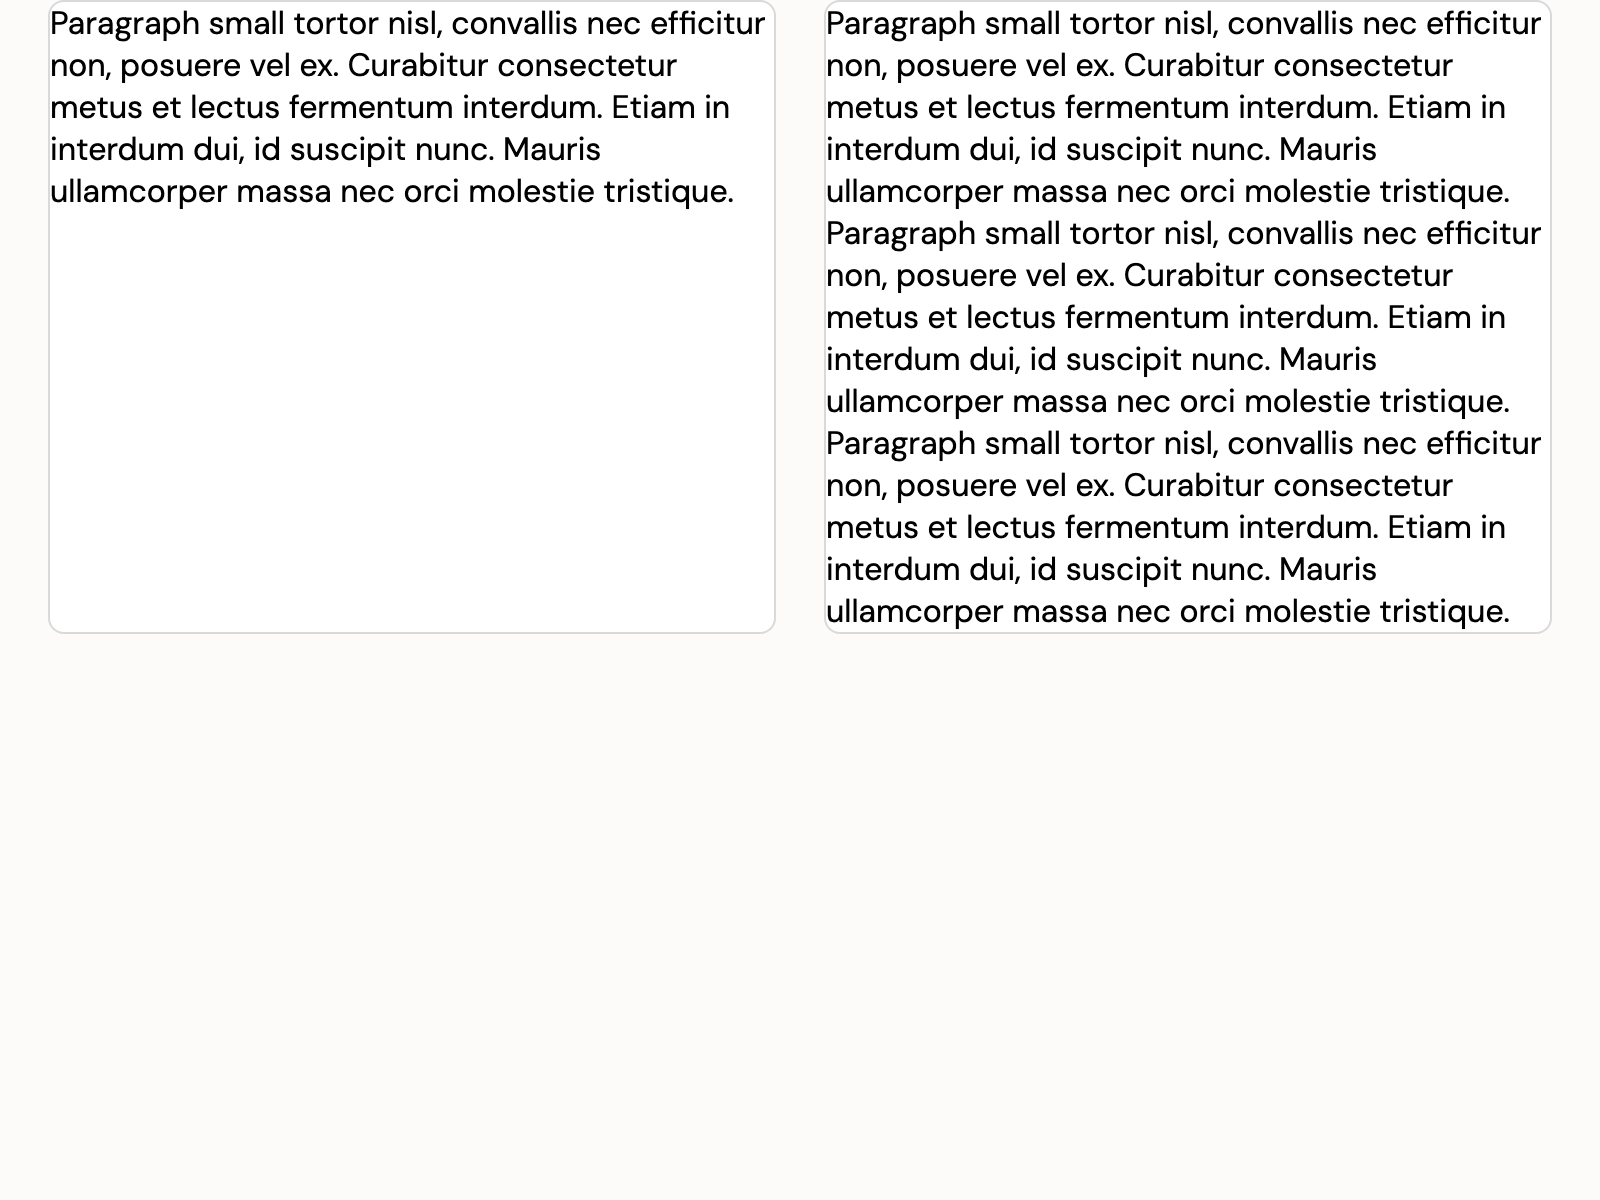 Paragraph small tortor nisl, convallis nec efficitur
non, posuere vel ex. Curabitur consectetur
metus et lectus fermentum interdum. Etiam in
interdum dui, id suscipit nunc. Mauris
ullamcorper massa nec orci molestie tristique.
Paragraph small tortor nisl, convallis nec efficitur
non, posuere vel ex. Curabitur consectetur
metus et lectus fermentum interdum. Etiam in
interdum dui, id suscipit nunc. Mauris
ullamcorper massa nec orci molestie tristique.
Paragraph small tortor nisl, convallis nec efficitur
non, posuere vel ex. Curabitur consectetur
metus et lectus fermentum interdum. Etiam in
interdum dui, id suscipit nunc. Mauris
ullamcorper massa nec orci molestie tristique.
Paragraph small tortor nisl, convallis nec efficitur
non, posuere vel ex. Curabitur consectetur
metus et lectus fermentum interdum. Etiam in
interdum dui, id suscipit nunc. Mauris
ullamcorper massa nec orci molestie tristique.